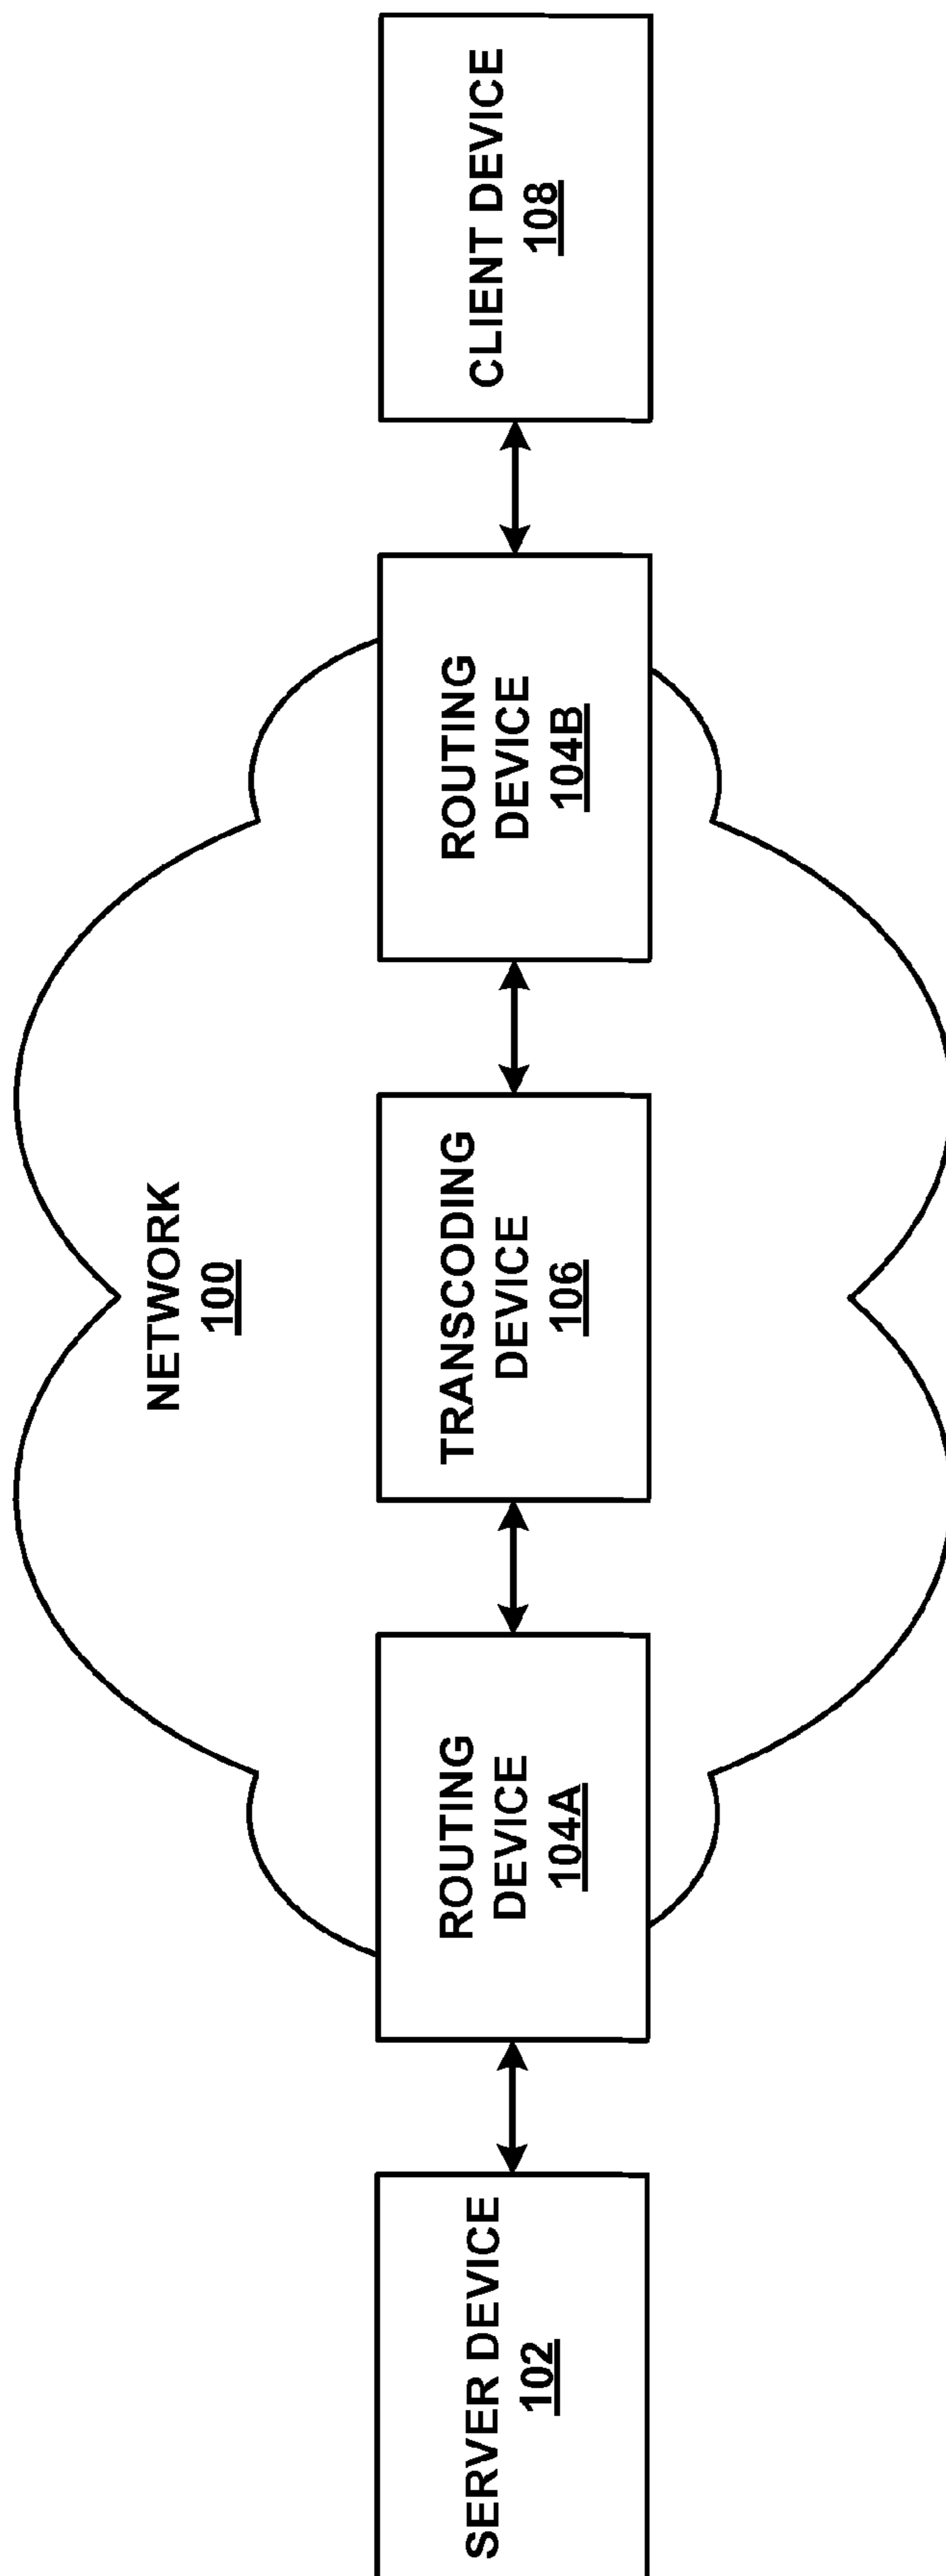 NETWORK
100
SERVER DEVICE
102
ROUTING
DEVICE
104A
TRANSCODING
DEVICE
106
ROUTING
DEVICE
104B
CLIENT DEVICE
108